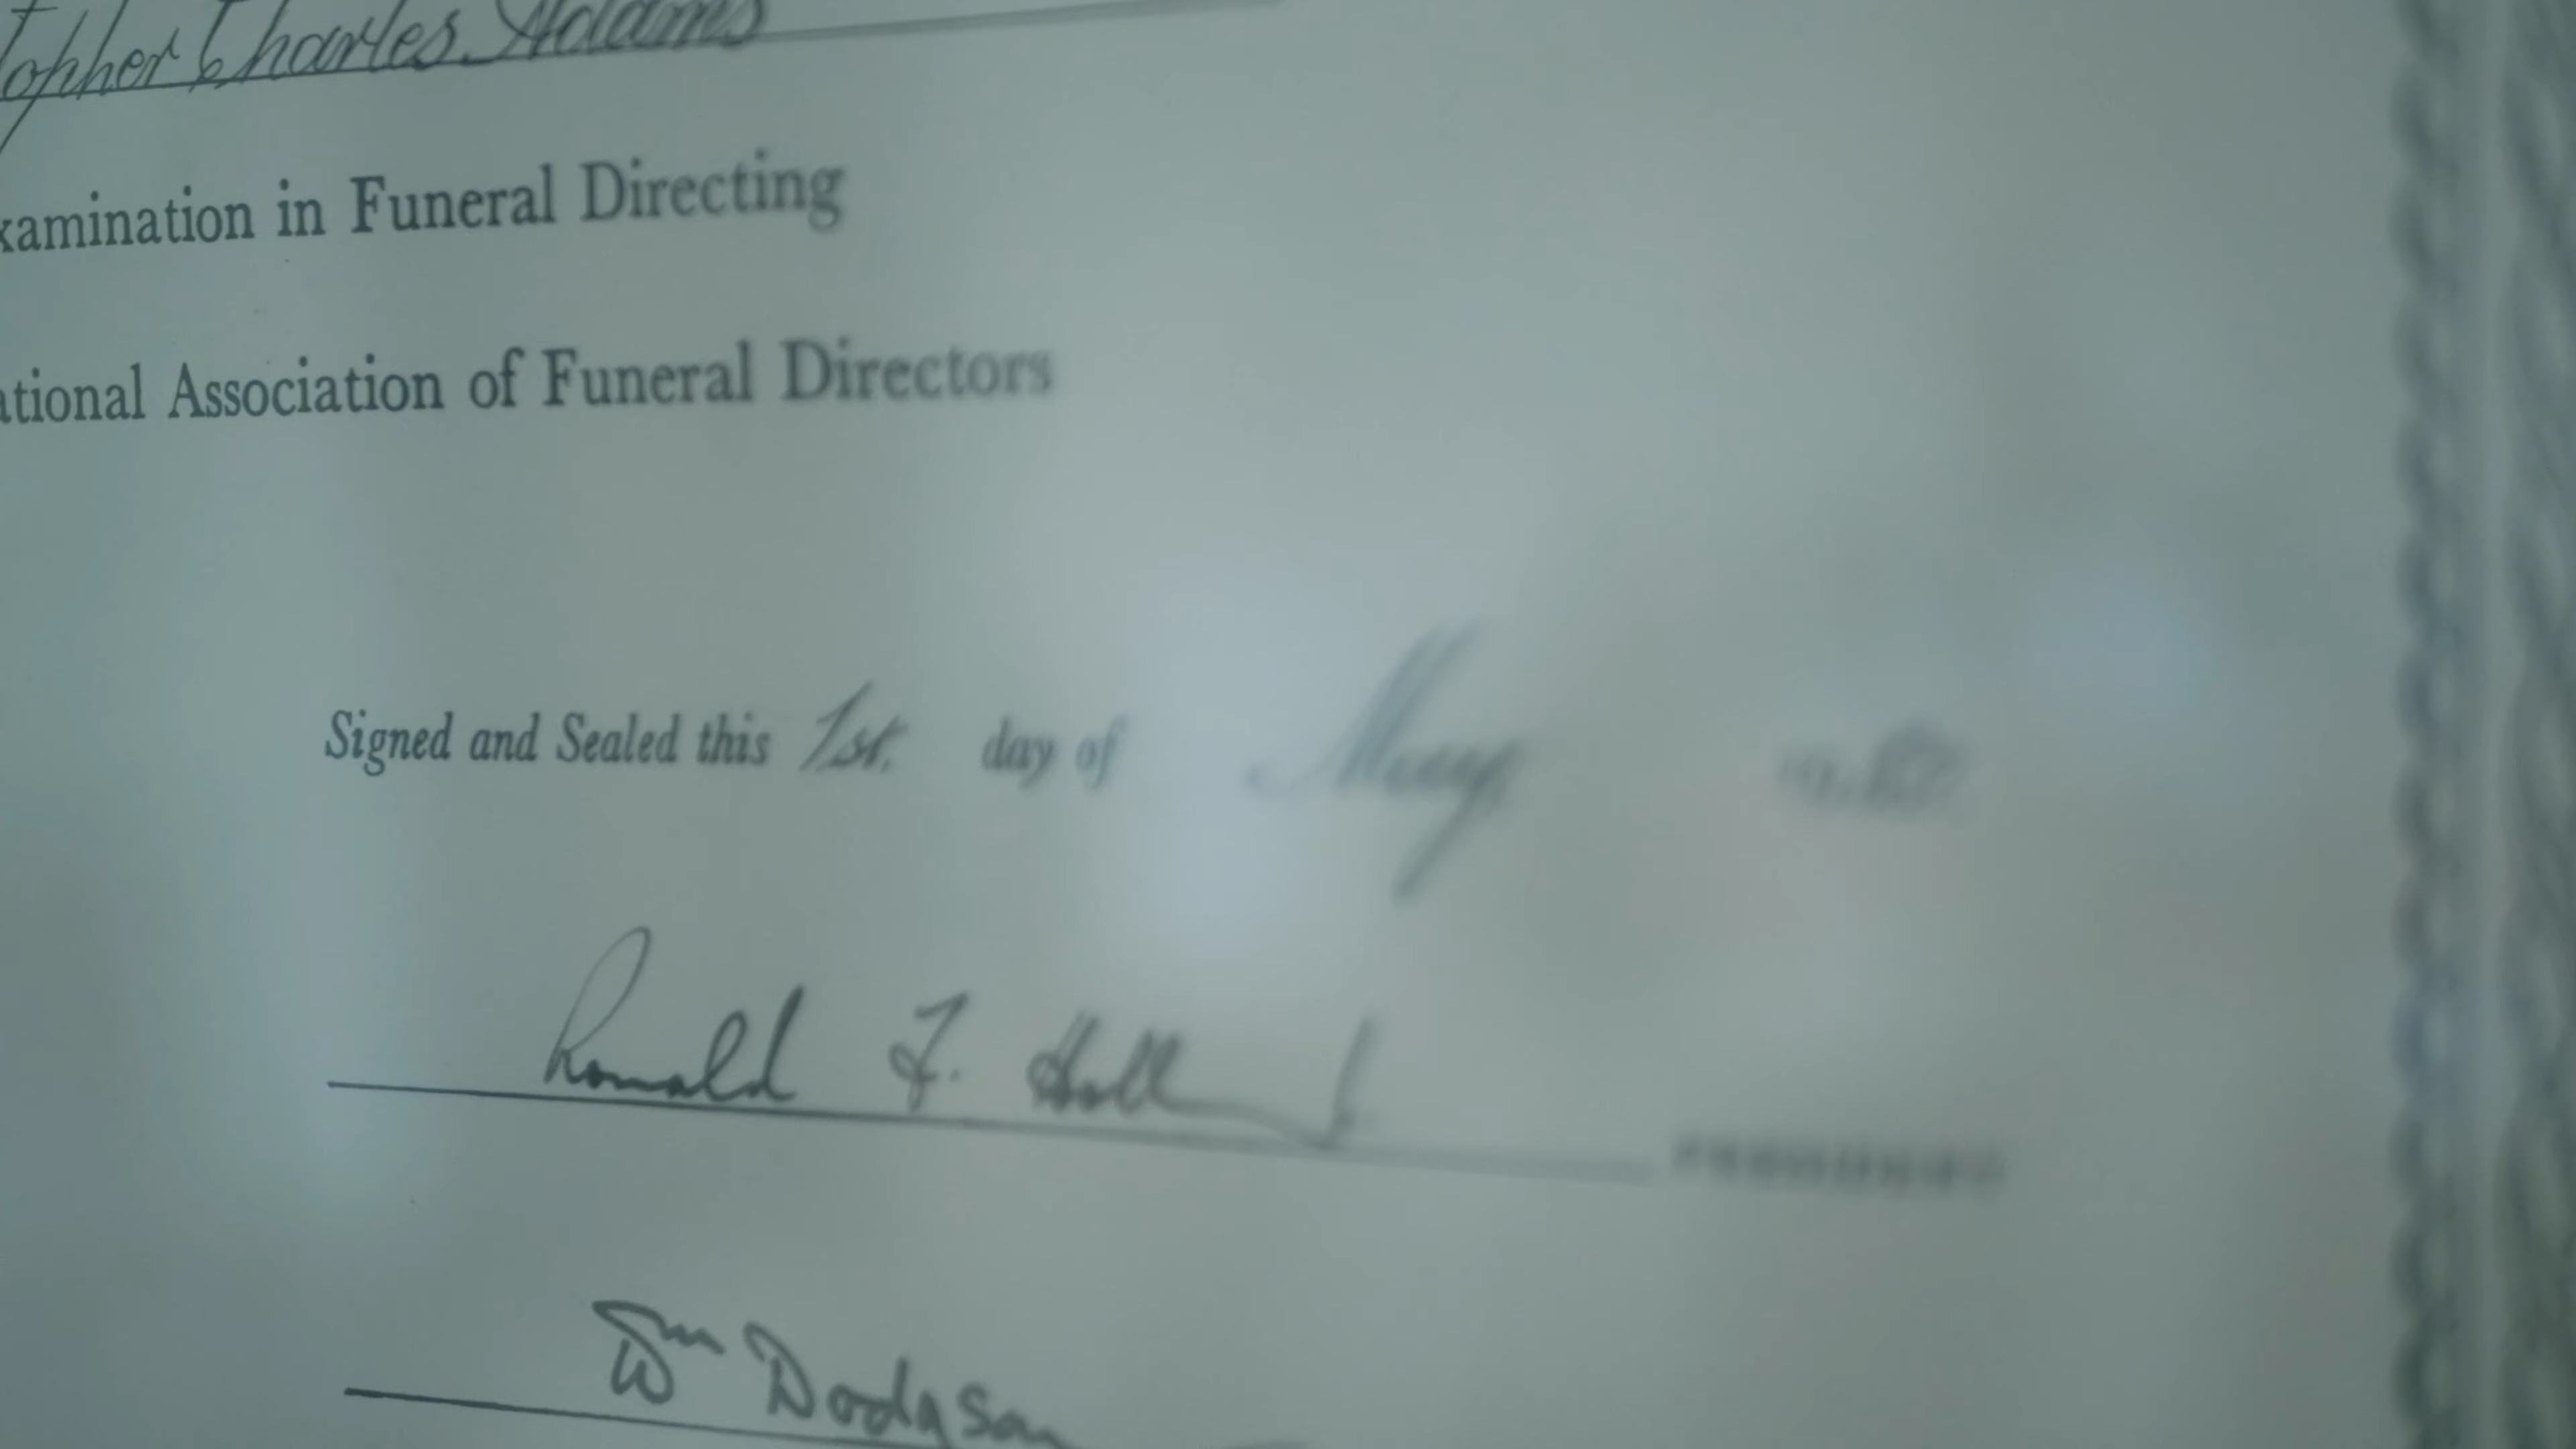 topher Charles Adams
xamination in Funeral Directing
ational Association of Funeral Directors
Signed and Sealed this 1st. day of May
Ronald F.
PRESIDENT
Wm Dodgson